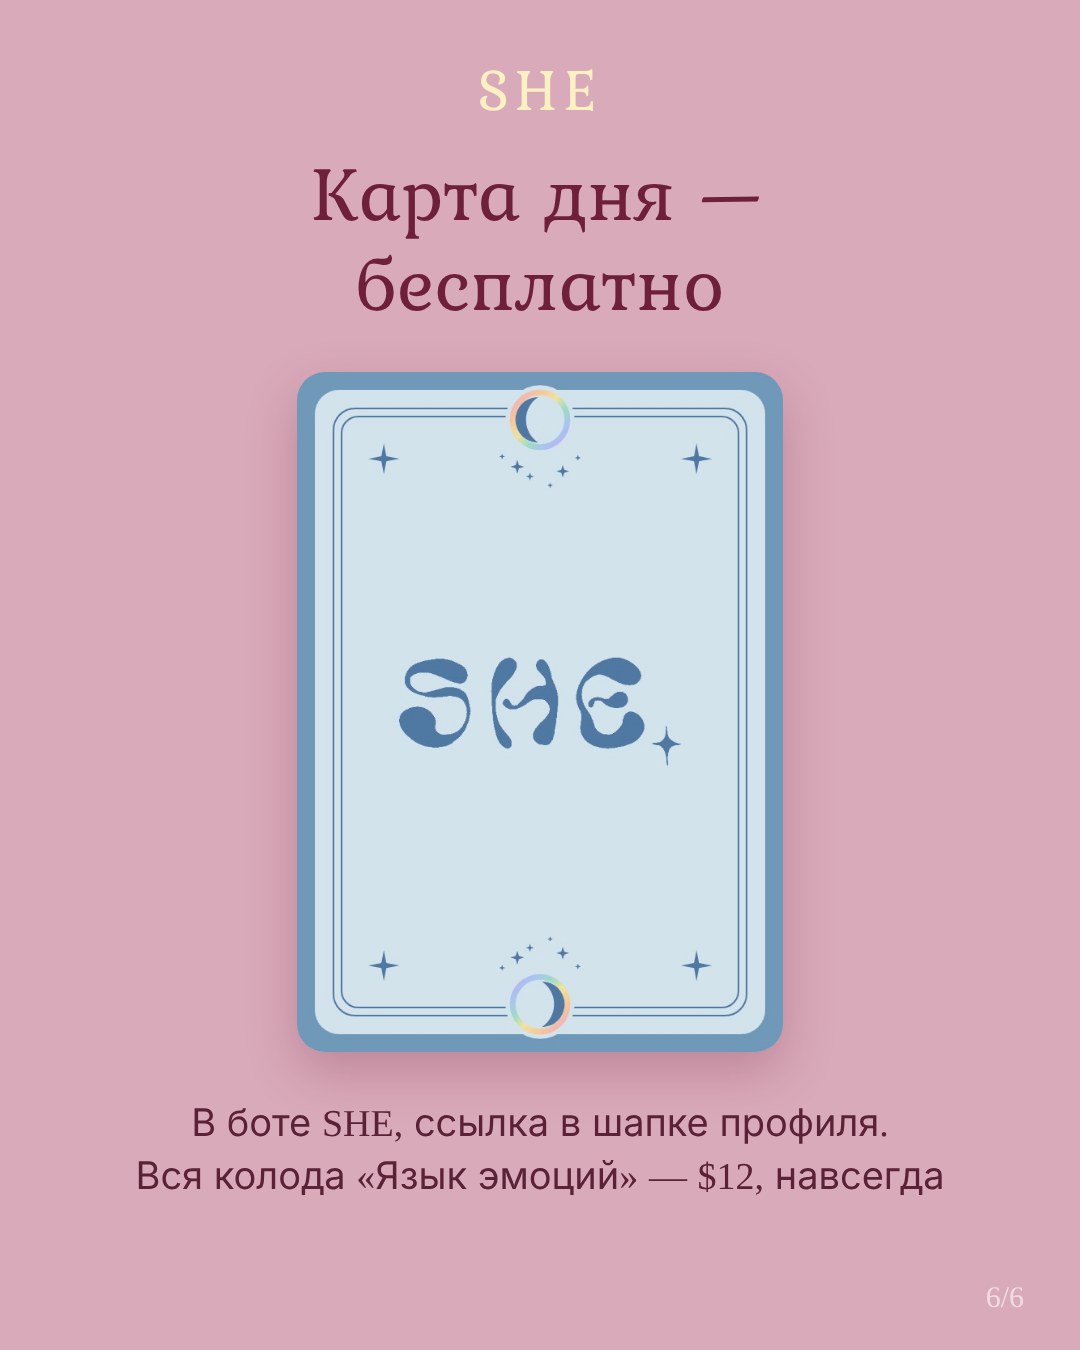 SHE
Карта дня —
бесплатно
SHE
В боте SHE, ссылка в шапке профиля.
Вся колода «Язык эмоций» — $12, навсегда
6/6